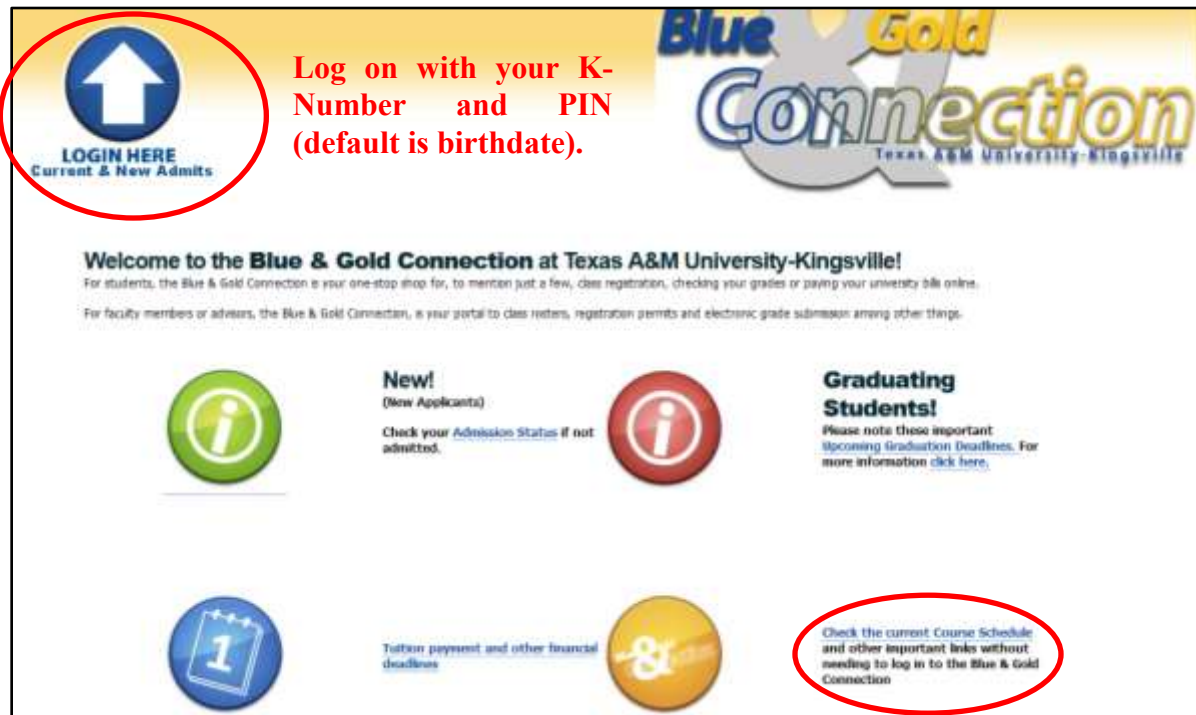 Blue & Gold
Connection
Texas A&M University-Kingsville
LOGIN HERE
Current & New Admits
Log on with your K-
Number and PIN
(default is birthdate).
Welcome to the Blue & Gold Connection at Texas A&M University-Kingsville!
For students, the Blue & Gold Connection is your one-stop shop for, to mention just a few, class registration, checking your grades or paying your university bills online.
For faculty members or advisors, the Blue & Gold Connection, is your portal to class rosters, registration permits and electronic grade submission among other things.
New!
(New Applicants)
Check your Admission Status if not
admitted.
Graduating
Students!
Please note these important
Upcoming Graduation Deadlines. For
more information click here.
1
Tuition payment and other financial
deadlines
&
Check the current Course Schedule
and other important links without
needing to log in to the Blue & Gold
Connection